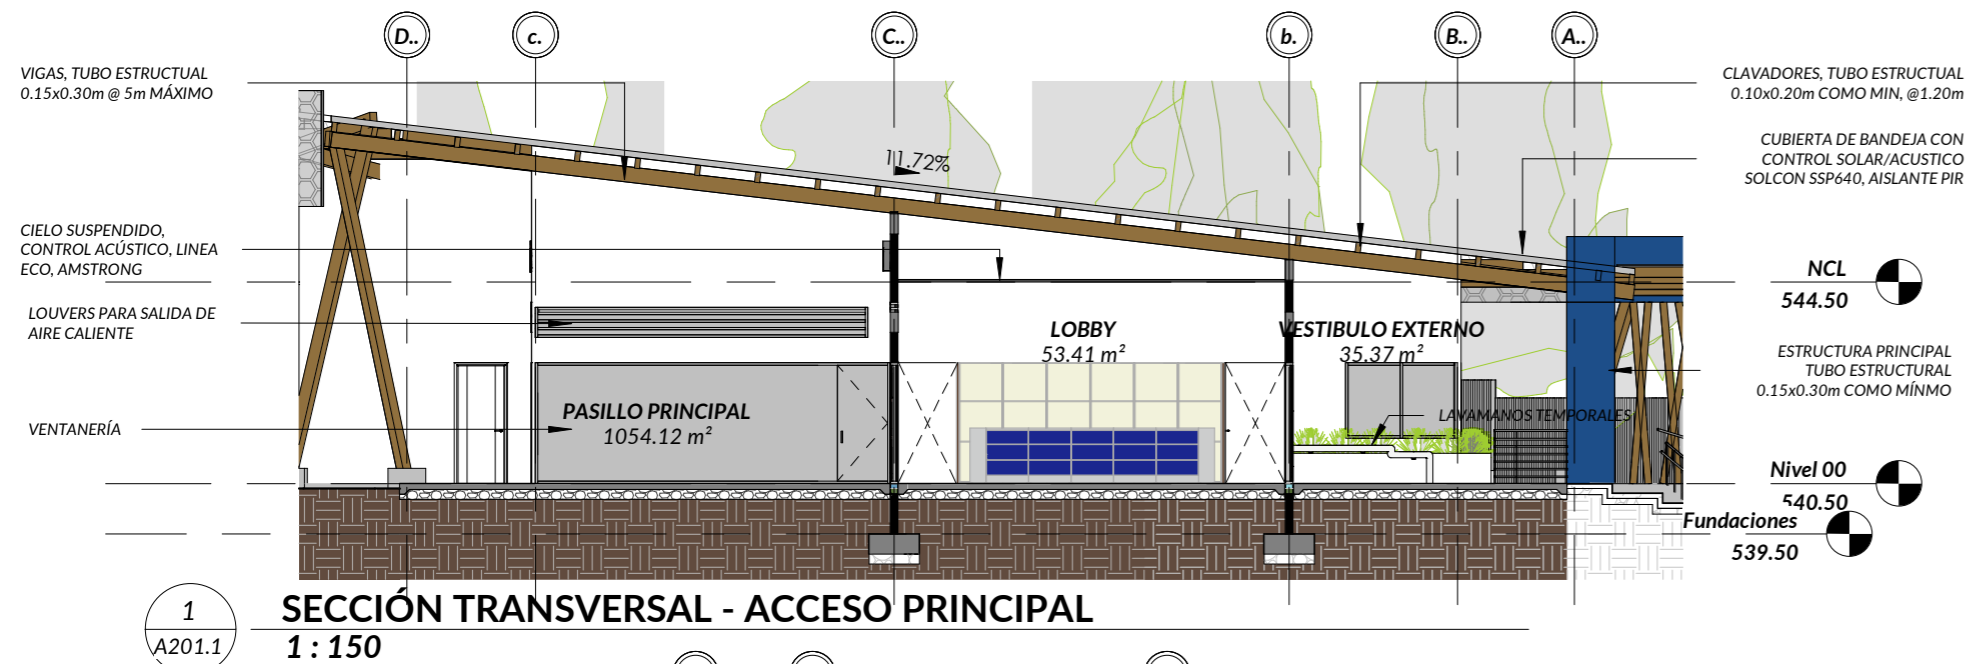 D..
c.
C..
b.
B..
A..
VIGAS, TUBO ESTRUCTUAL
0.15x0.30m @ 5m MÁXIMO
CLAVADORES, TUBO ESTRUCTUAL
0.10x0.20m COMO MIN, @1.20m
CUBIERTA DE BANDEJA CON
CONTROL SOLAR/ACUSTICO
SOLCON SSP640, AISLANTE PIR
11.72%
CIELO SUSPENDIDO,
CONTROL ACÚSTICO, LINEA
ECO, AMSTRONG
NCL
544.50
LOUVERS PARA SALIDA DE
AIRE CALIENTE
LOBBY
53.41 m²
VESTIBULO EXTERNO
35.37 m²
ESTRUCTURA PRINCIPAL
TUBO ESTRUCTURAL
0.15x0.30m COMO MÍNMO
PASILLO PRINCIPAL
1054.12 m²
LAVAMANOS TEMPORALES
VENTANERÍA
Nivel 00
540.50
Fundaciones
539.50
1
A201.1
SECCIÓN TRANSVERSAL - ACCESO PRINCIPAL
1 : 150